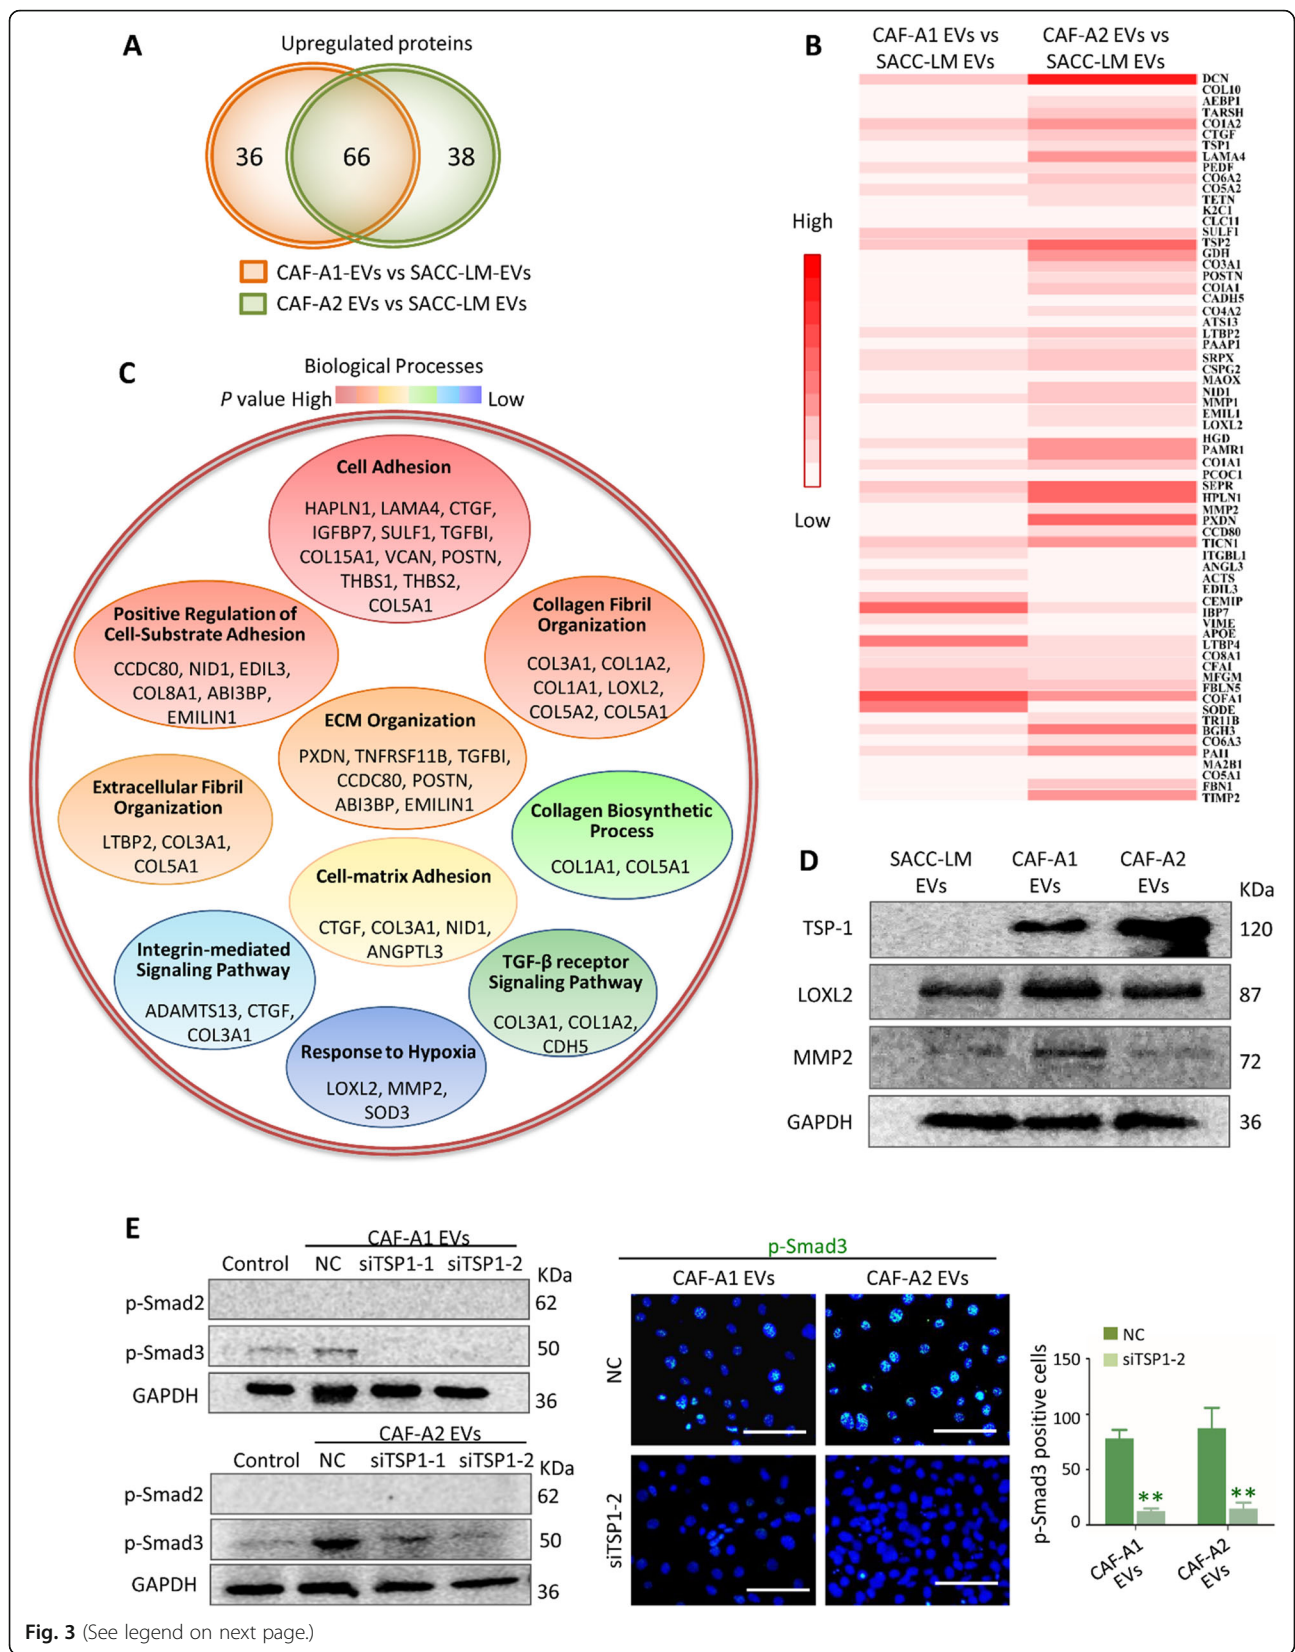 A
Upregulated proteins
36
66
38
CAF-A1-EVs vs SACC-LM-EVs
CAF-A2 EVs vs SACC-LM EVs
B
CAF-A1 EVs vs
SACC-LM EVs
CAF-A2 EVs vs
SACC-LM EVs
High
Low
DCN
COL10
AEBP1
TARSH
CO1A2
CTGF
TSP1
LAMA4
PEDF
CO6A2
CO5A2
TETN
K2C1
CLC11
SULF1
TSP2
GDH
CO3A1
POSTN
COIA1
CADH5
CO4A2
ATS13
LTBP2
PAAP1
SRPX
CSPG2
MAOX
NID1
MMP1
EMIL1
LOXL2
HGD
PAMR1
CO1A1
PCOC1
SEPR
HPLN1
MMP2
PXDN
CCD80
TICN1
ITGBL1
ANGL3
ACTS
EDIL3
CEMIP
IBP7
VIME
APOE
LTBP4
CO8A1
CFAI
MFGM
FBLN5
COFA1
SODE
TR11B
BGH3
CO6A3
PAI1
MA2B1
CO5A1
FBN1
TIMP2
C
Biological Processes
P value High
Low
Cell Adhesion
HAPLN1, LAMA4, CTGF,
IGFBP7, SULF1, TGFBI,
COL15A1, VCAN, POSTN,
THBS1, THBS2,
COL5A1
Positive Regulation of
Cell-Substrate Adhesion
CCDC80, NID1, EDIL3,
COL8A1, ABI3BP,
EMILIN1
Collagen Fibril
Organization
COL3A1, COL1A2,
COL1A1, LOXL2,
COL5A2, COL5A1
ECM Organization
PXDN, TNFRSF11B, TGFBI,
CCDC80, POSTN,
ABI3BP, EMILIN1
Extracellular Fibril
Organization
LTBP2, COL3A1,
COL5A1
Collagen Biosynthetic
Process
COL1A1, COL5A1
Cell-matrix Adhesion
CTGF, COL3A1, NID1,
ANGPTL3
Integrin-mediated
Signaling Pathway
ADAMTS13, CTGF,
COL3A1
TGF-β receptor
Signaling Pathway
COL3A1, COL1A2,
CDH5
Response to Hypoxia
LOXL2, MMP2,
SOD3
D
SACC-LM
EVs
CAF-A1
EVs
CAF-A2
EVs
KDa
TSP-1
120
LOXL2
87
MMP2
72
GAPDH
36
E
CAF-A1 EVs
Control
NC
siTSP1-1
siTSP1-2
KDa
p-Smad2
62
p-Smad3
50
GAPDH
36
CAF-A2 EVs
Control
NC
siTSP1-1
siTSP1-2
KDa
p-Smad2
62
p-Smad3
50
GAPDH
36
p-Smad3
CAF-A1 EVs
CAF-A2 EVs
NC
siTSP1-2
NC
siTSP1-2
p-Smad3 positive cells
150
100
50
0
**
**
CAF-A1
EVs
CAF-A2
EVs
Fig. 3 (See legend on next page.)